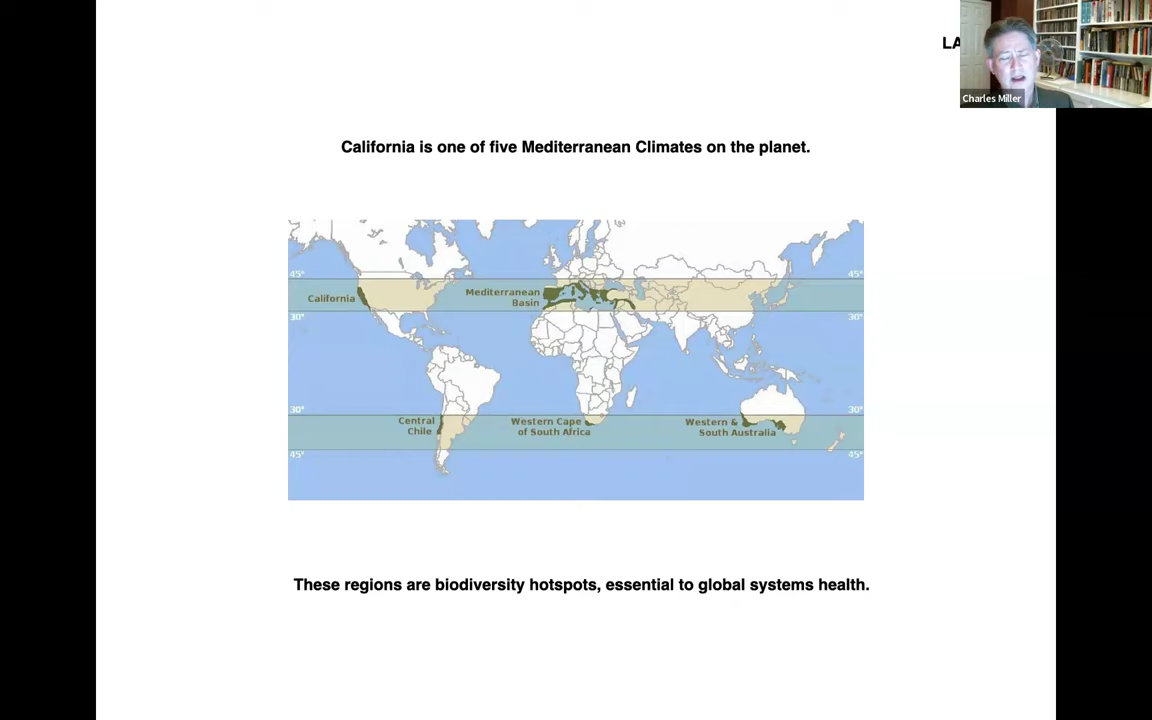 LA
Charles Miller
California is one of five Mediterranean Climates on the planet.
45°
45°
California
Mediterranean
Basin
30°
30°
30°
30°
Central
Chile
Western Cape
of South Africa
Western &
South Australia
45°
45°
These regions are biodiversity hotspots, essential to global systems health.